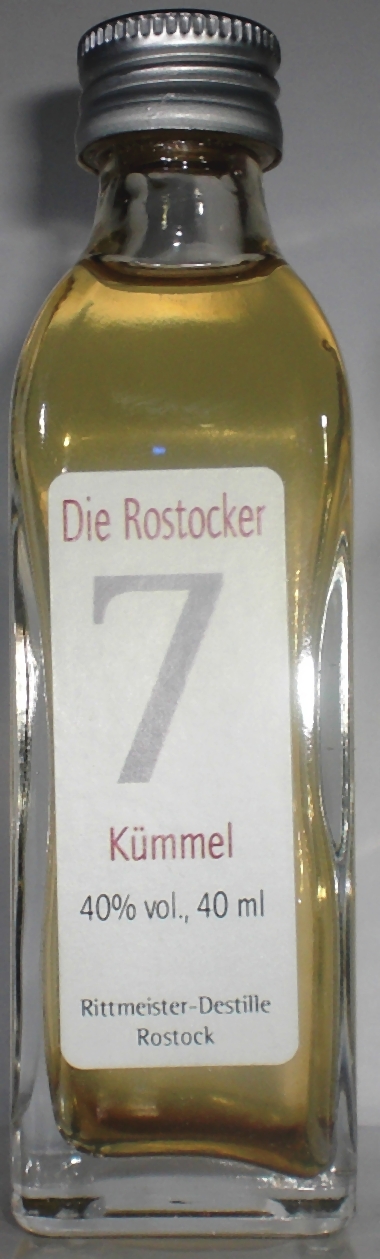 Die Rostocker
7
Kümmel
40% vol., 40 ml
Rittmeister-Destille
Rostock